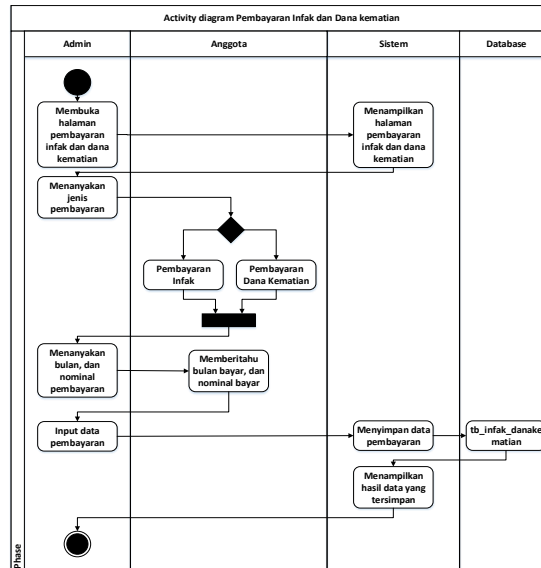 Activity diagram Pembayaran Infak dan Dana kematian
Admin
Anggota
Sistem
Database
Membuka
halaman
pembayaran
infak dan dana
kematian
Menampilkan
halaman
pembayaran
infak dan dana
kematian
Menanyakan
jenis
pembayaran
Pembayaran
Infak
Pembayaran
Dana Kematian
Menanyakan
bulan, dan
nominal
pembayaran
Memberitahu
bulan bayar, dan
nominal bayar
Input data
pembayaran
Menyimpan data
pembayaran
tb_infak_danake
matian
Menampilkan
hasil data yang
tersimpan
Phase